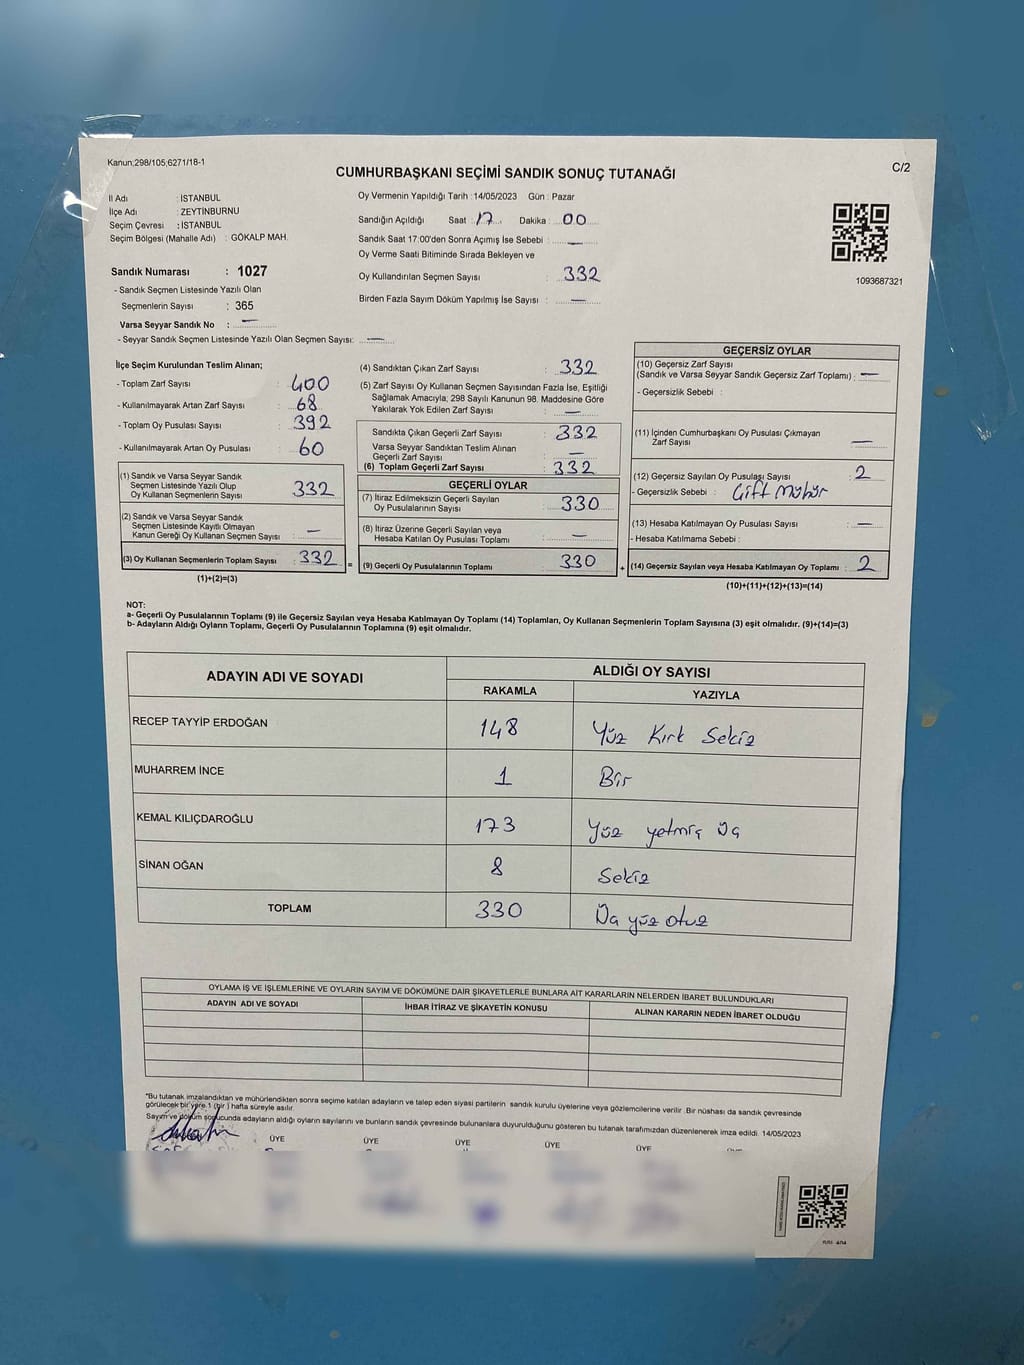 Kanun;298/105;6271/18-1
C/2
CUMHURBAŞKANI SEÇİMİ SANDIK SONUÇ TUTANAĞI
İl Adı : İSTANBUL
İlçe Adı : ZEYTİNBURNU
Seçim Çevresi : İSTANBUL
Seçim Bölgesi (Mahalle Adı) : GÖKALP MAH.
Sandık Numarası : 1027
- Sandık Seçmen Listesinde Yazılı Olan
Seçmenlerin Sayısı : 365
Varsa Seyyar Sandık No : —
- Seyyar Sandık Seçmen Listesinde Yazılı Olan Seçmen Sayısı: —
Oy Vermenin Yapıldığı Tarih : 14/05/2023 Gün : Pazar
Sandığın Açıldığı Saat : 17 Dakika : 00
Sandık Saat 17:00'den Sonra Açımış İse Sebebi : —
Oy Verme Saati Bitiminde Sırada Bekleyen ve
Oy Kullandırılan Seçmen Sayısı : 332
Birden Fazla Sayım Döküm Yapılmış İse Sayısı : —
1093687321
İlçe Seçim Kurulundan Teslim Alınan;
- Toplam Zarf Sayısı : 400
- Kullanılmayarak Artan Zarf Sayısı : 68
- Toplam Oy Pusulası Sayısı : 392
- Kullanılmayarak Artan Oy Pusulası : 60
(1) Sandık ve Varsa Seyyar Sandık
Seçmen Listesinde Yazılı Olup
Oy Kullanan Seçmenlerin Sayısı : 332
(2) Sandık ve Varsa Seyyar Sandık
Seçmen Listesinde Kayıtlı Olmayan
Kanun Gereği Oy Kullanan Seçmen Sayısı : —
(3) Oy Kullanan Seçmenlerin Toplam Sayısı : 332
(1)+(2)=(3)
(4) Sandıktan Çıkan Zarf Sayısı : 332
(5) Zarf Sayısı Oy Kullanan Seçmen Sayısından Fazla İse, Eşitliği
Sağlamak Amacıyla, 298 Sayılı Kanunun 98. Maddesine Göre
Yakılarak Yok Edilen Zarf Sayısı : —
Sandıkta Çıkan Geçerli Zarf Sayısı : 332
Varsa Seyyar Sandıktan Teslim Alınan
Geçerli Zarf Sayısı : —
(6) Toplam Geçerli Zarf Sayısı : 332
GEÇERLİ OYLAR
(7) İtiraz Edilmeksizin Geçerli Sayılan
Oy Pusulalarının Sayısı : 330
(8) İtiraz Üzerine Geçerli Sayılan veya
Hesaba Katılan Oy Pusulası Toplamı : —
= (9) Geçerli Oy Pusulalarının Toplamı : 330
GEÇERSİZ OYLAR
(10) Geçersiz Zarf Sayısı
(Sandık ve Varsa Seyyar Sandık Geçersiz Zarf Toplamı) : —
- Geçersizlik Sebebi :
(11) İçinden Cumhurbaşkanı Oy Pusulası Çıkmayan
Zarf Sayısı : —
(12) Geçersiz Sayılan Oy Pusulası Sayısı : 2
- Geçersizlik Sebebi : Çift Mühür
(13) Hesaba Katılmayan Oy Pusulası Sayısı : —
- Hesaba Katılmama Sebebi :
+ (14) Geçersiz Sayılan veya Hesaba Katılmayan Oy Toplamı : 2
(10)+(11)+(12)+(13)=(14)
NOT:
a- Geçerli Oy Pusulalarının Toplamı (9) ile Geçersiz Sayılan veya Hesaba Katılmayan Oy Toplamı (14) Toplamları, Oy Kullanan Seçmenlerin Toplam Sayısına (3) eşit olmalıdır. (9)+(14)=(3)
b- Adayların Aldığı Oyların Toplamı, Geçerli Oy Pusulalarının Toplamına (9) eşit olmalıdır.
ADAYIN ADI VE SOYADI ALDIĞI OY SAYISI
RAKAMLA YAZIYLA
RECEP TAYYİP ERDOĞAN 148 Yüz Kırk Sekiz
MUHARREM İNCE 1 Bir
KEMAL KILIÇDAROĞLU 173 Yüz yetmiş Üç
SİNAN OĞAN 8 Sekiz
TOPLAM 330 Üç yüz otuz
OYLAMA İŞ VE İŞLEMLERİNE VE OYLARIN SAYIM VE DÖKÜMÜNE DAİR ŞİKAYETLERLE BUNLARA AİT KARARLARIN NELERDEN İBARET BULUNDUKLARI
ADAYIN ADI VE SOYADI İHBAR İTİRAZ VE ŞİKAYETİN KONUSU ALINAN KARARIN NEDEN İBARET OLDUĞU
*Bu tutanak imzalandıktan ve mühürlendikten sonra seçime katılan adayların ve talep eden siyasi partilerin sandık kurulu üyelerine veya gözlemcilerine verilir .Bir nüshası da sandık çevresinde
görülecek bir yere 1 (bir ) hafta süreyle asılır.
Sayım ve döküm sonucunda adayların aldığı oyların sayılarını ve bunların sandık çevresinde bulunanlara duyurulduğunu gösteren bu tutanak tarafımızdan düzenlenerek imza edildi. 14/05/2023
ÜYE ÜYE ÜYE ÜYE ÜYE